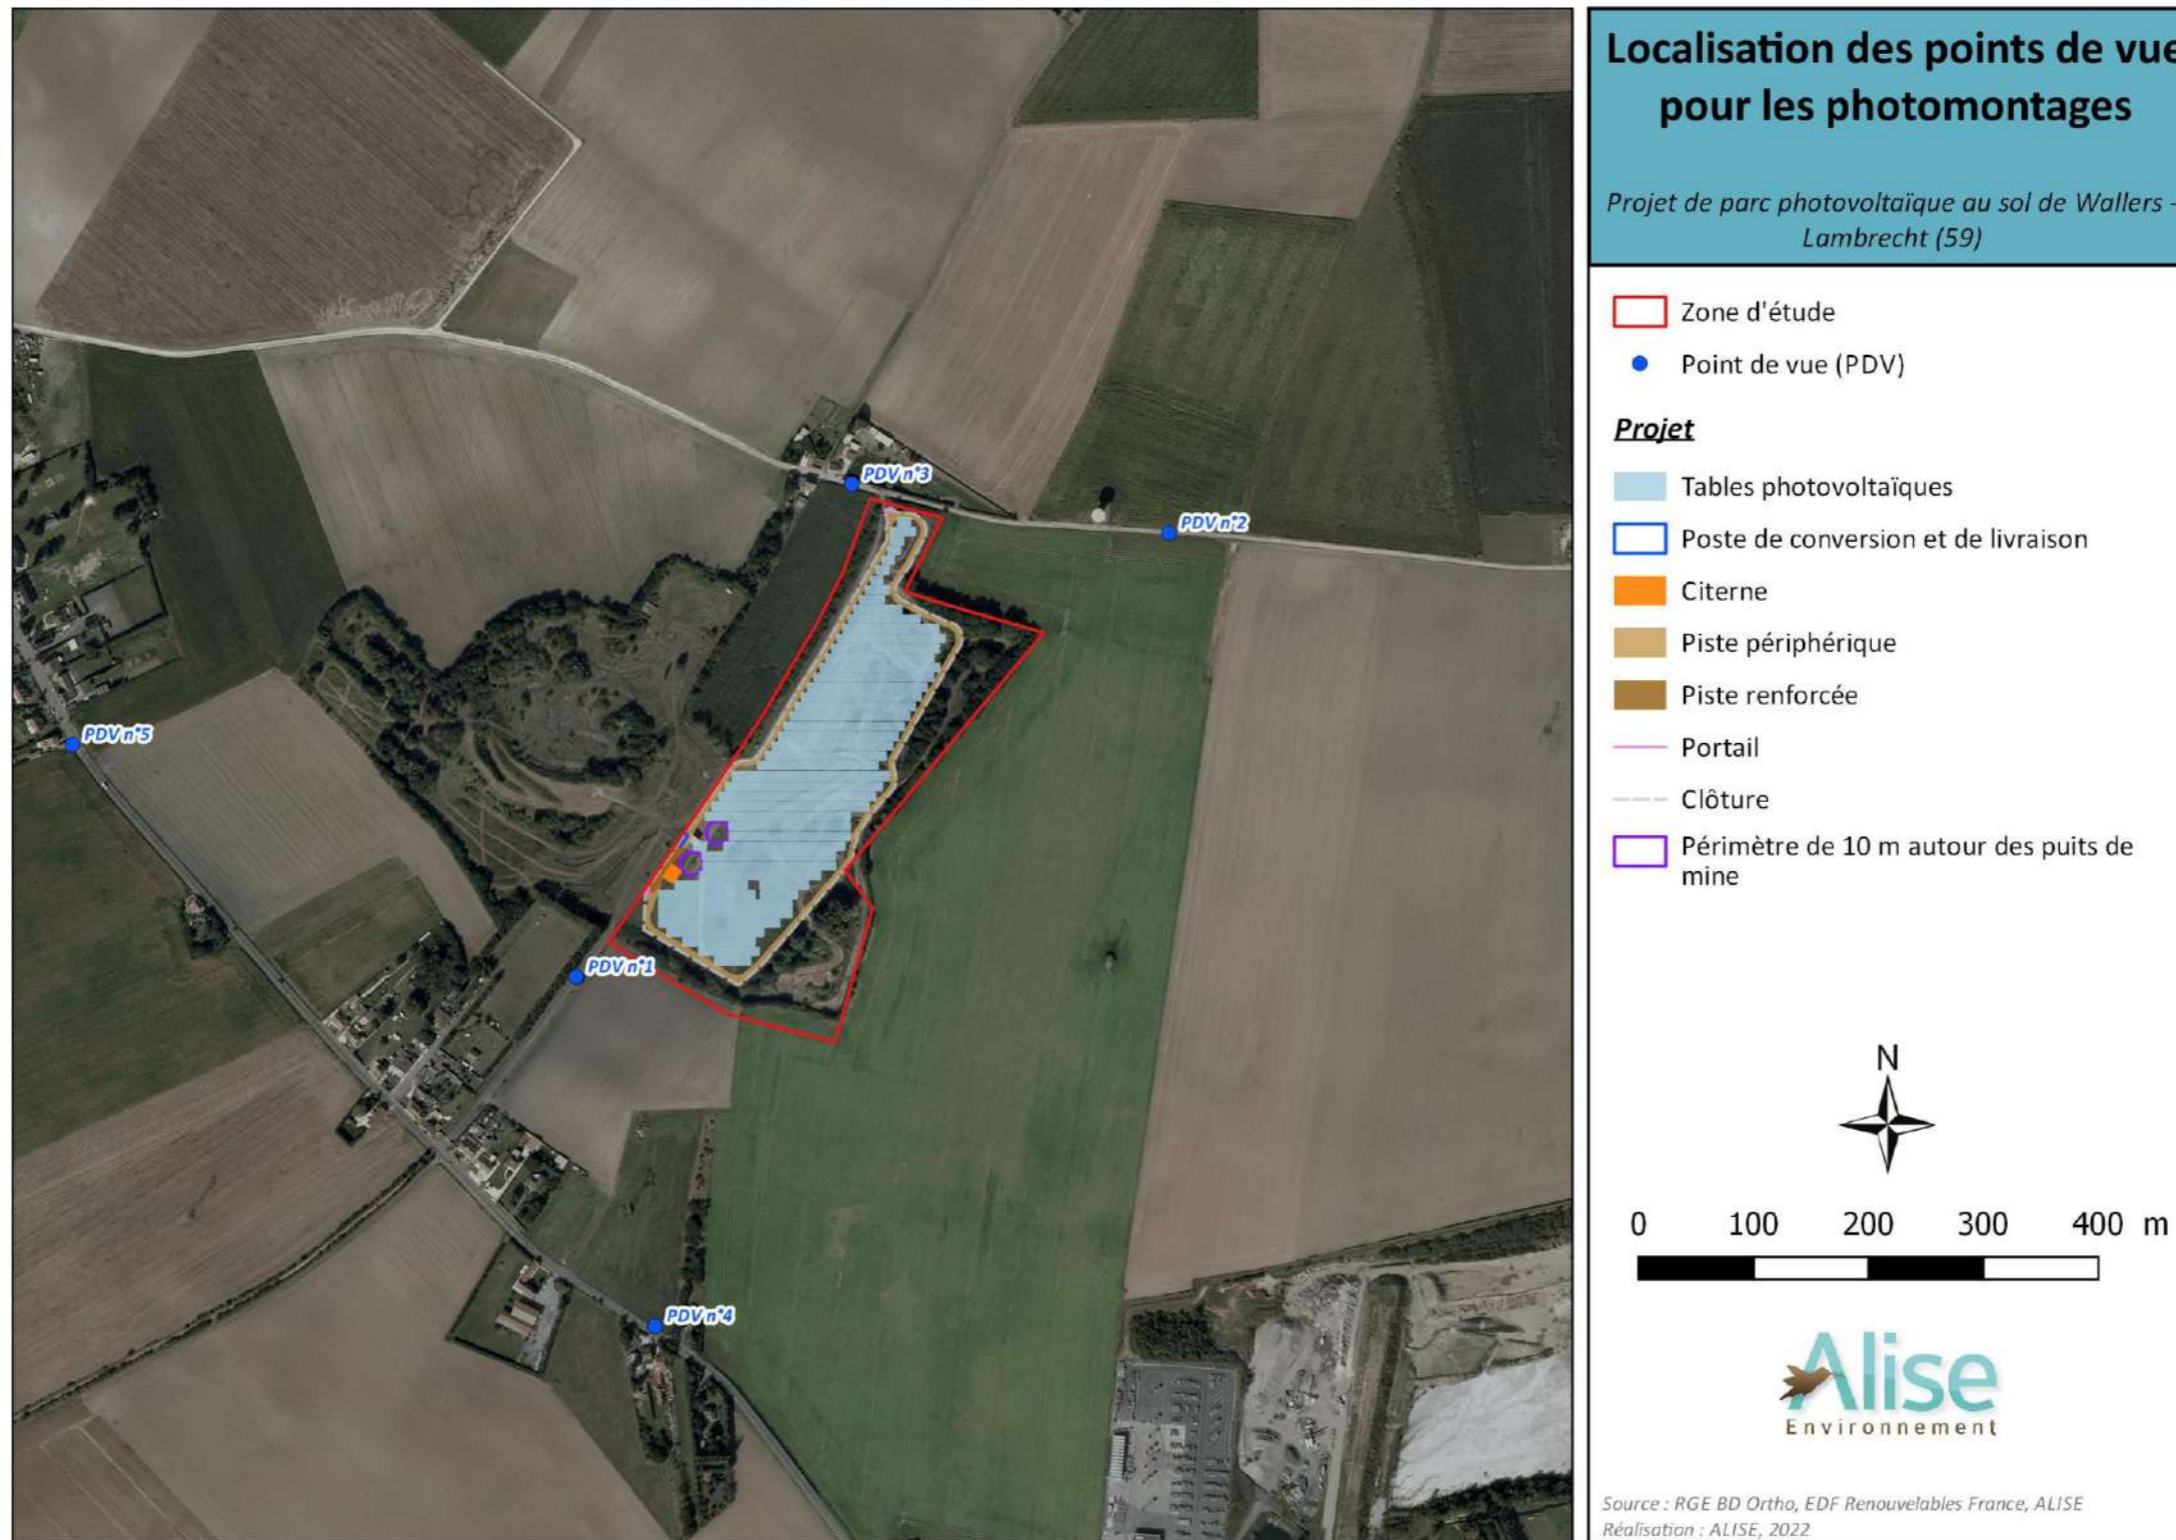 Localisation des points de vue
pour les photomontages
Projet de parc photovoltaïque au sol de Wallers -
Lambrecht (59)
Zone d'étude
Point de vue (PDV)
Projet
Tables photovoltaïques
Poste de conversion et de livraison
Citerne
Piste périphérique
Piste renforcée
Portail
Clôture
Périmètre de 10 m autour des puits de
mine
PDV n°3
PDV n°2
PDV n°5
PDV n°1
PDV n°4
N
0 100 200 300 400 m
Alise
Environnement
Source : RGE BD Ortho, EDF Renouvelables France, ALISE
Réalisation : ALISE, 2022